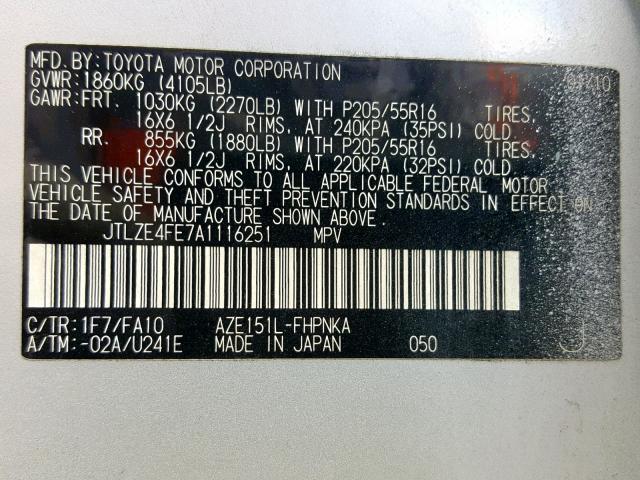 MFD. BY: TOYOTA MOTOR CORPORATION 01/10
GVWR: 1860KG (4105LB)
GAWR: FRT. 1030KG (2270LB) WITH P205/55R16 TIRES,
16X6 1/2J RIMS, AT 240KPA (35PSI) COLD.
RR. 855KG (1880LB) WITH P205/55R16 TIRES,
16X6 1/2J RIMS, AT 220KPA (32PSI) COLD
THIS VEHICLE CONFORMS TO ALL APPLICABLE FEDERAL MOTOR
VEHICLE SAFETY AND THEFT PREVENTION STANDARDS IN EFFECT ON
THE DATE OF MANUFACTURE SHOWN ABOVE.
JTLZE4FE7A1116251 MPV
C/TR: 1F7/FA10 AZE151L-FHPNKA
A/TM: -02A/U241E MADE IN JAPAN 050 J